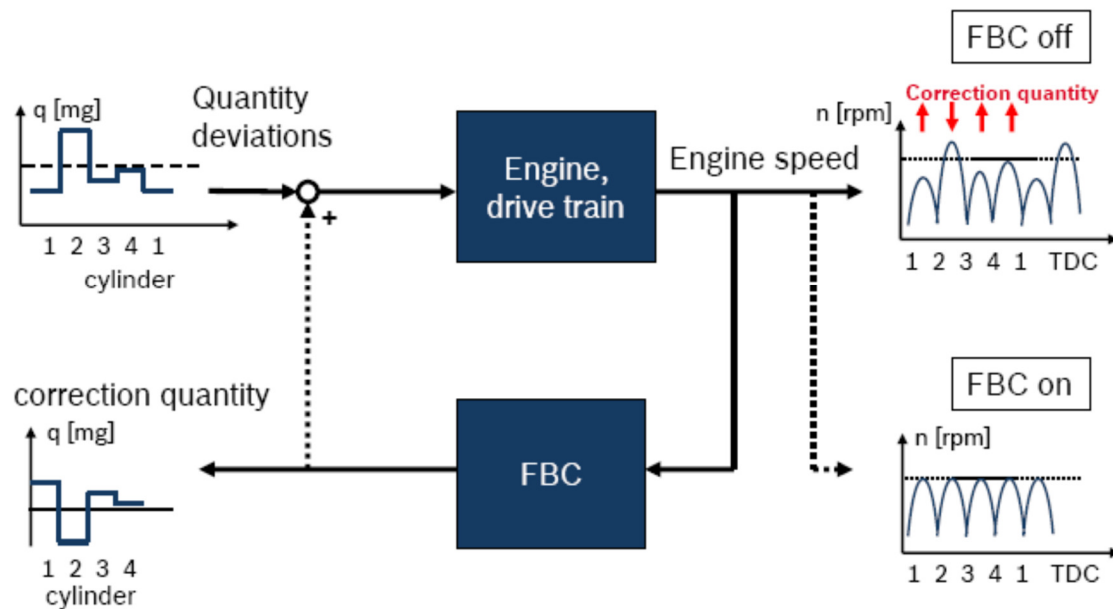 FBC off
q [mg]
Quantity
deviations
1 2 3 4 1
cylinder
+
Engine,
drive train
Engine speed
Correction quantity
n [rpm]
1 2 3 4 1 TDC
correction quantity
q [mg]
1 2 3 4
cylinder
FBC
FBC on
n [rpm]
1 2 3 4 1 TDC